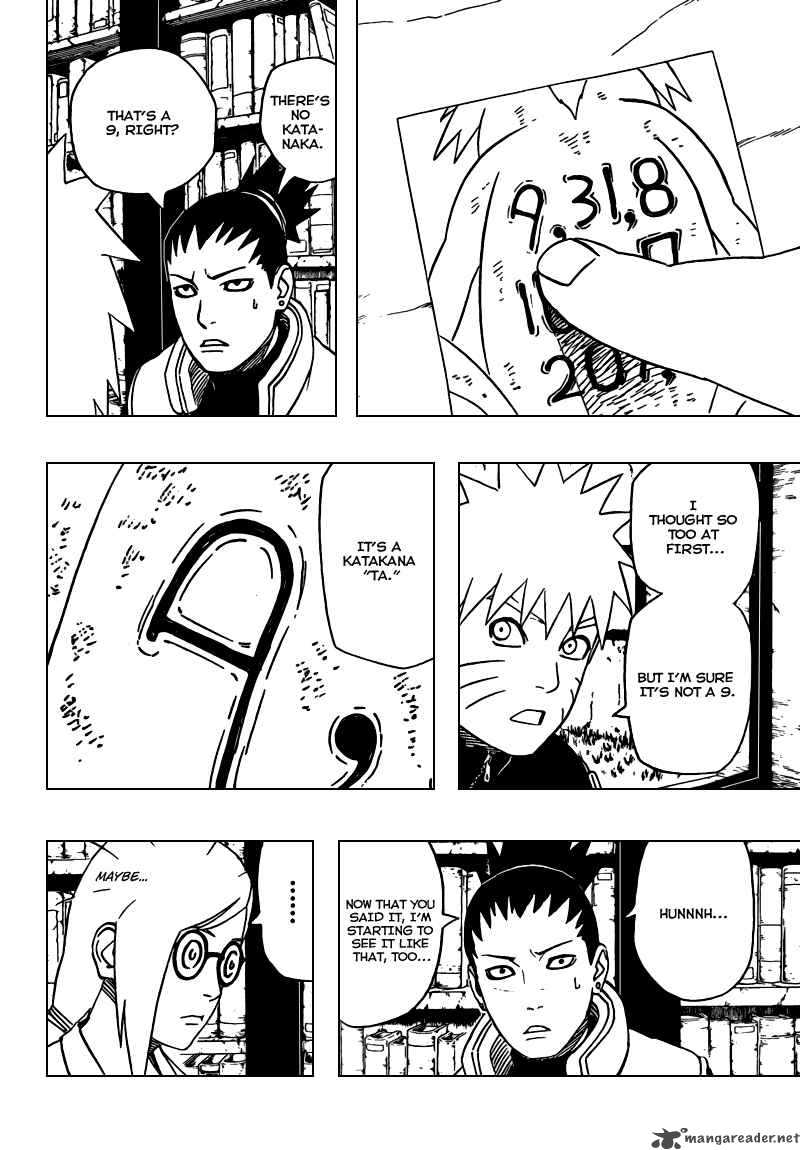 9.31,8
1
207,
THERE'S
NO
KATA-
NAKA.
THAT'S A
9, RIGHT?
I
THOUGHT SO
TOO AT
FIRST...
BUT I'M SURE
IT'S NOT A 9.
IT'S A
KATAKANA
"TA."
HUNNNH...
NOW THAT YOU
SAID IT, I'M
STARTING TO
SEE IT LIKE
THAT, TOO...
......
MAYBE...
mangareader.net